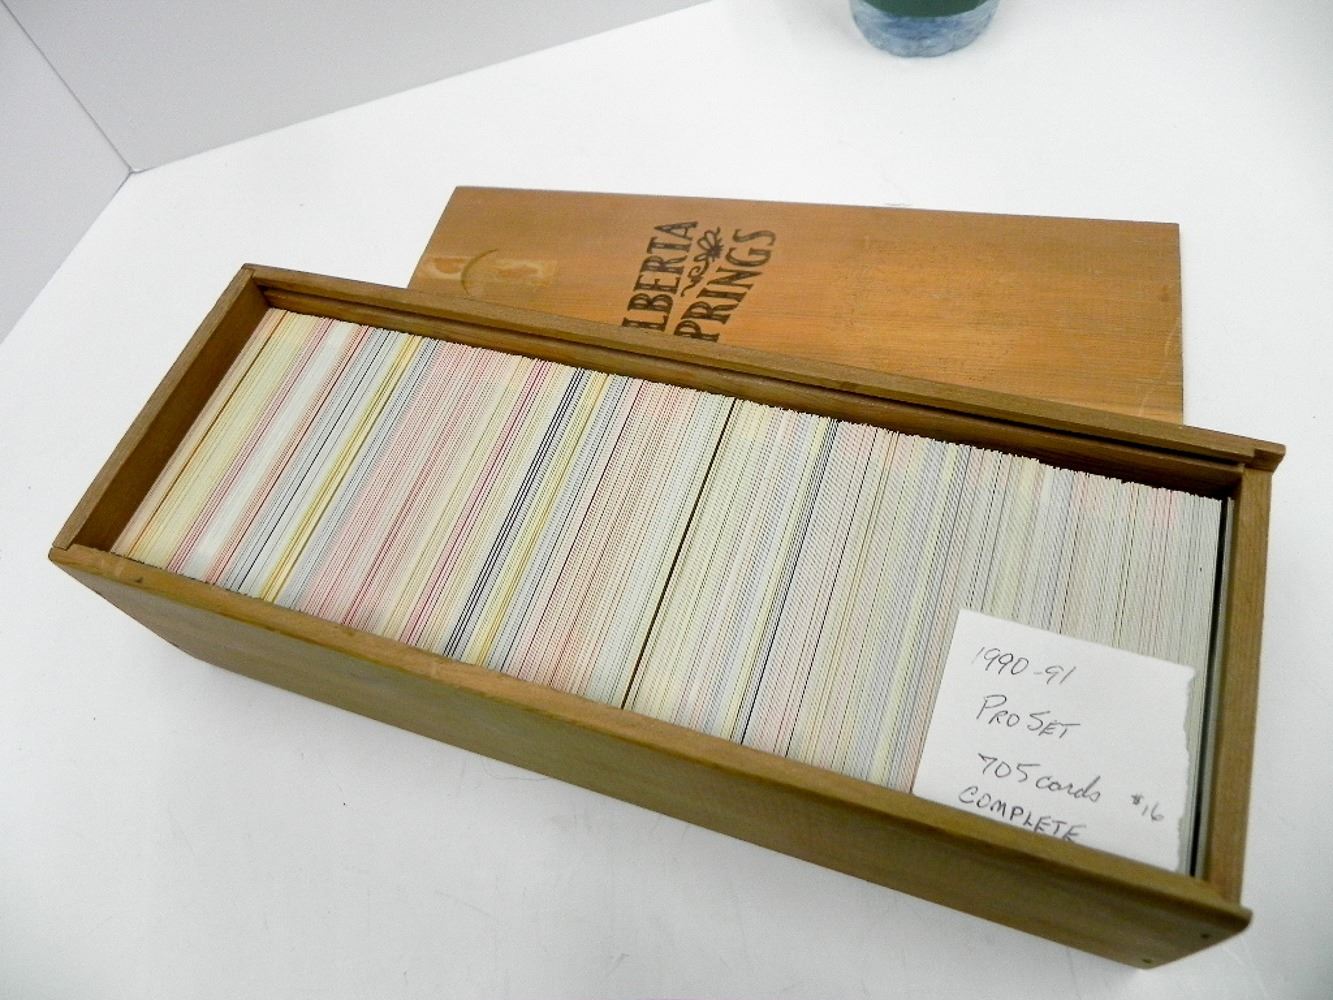 LBERTA
PRINGS
1990-91
PRO SET
705 cards $16
COMPLETE